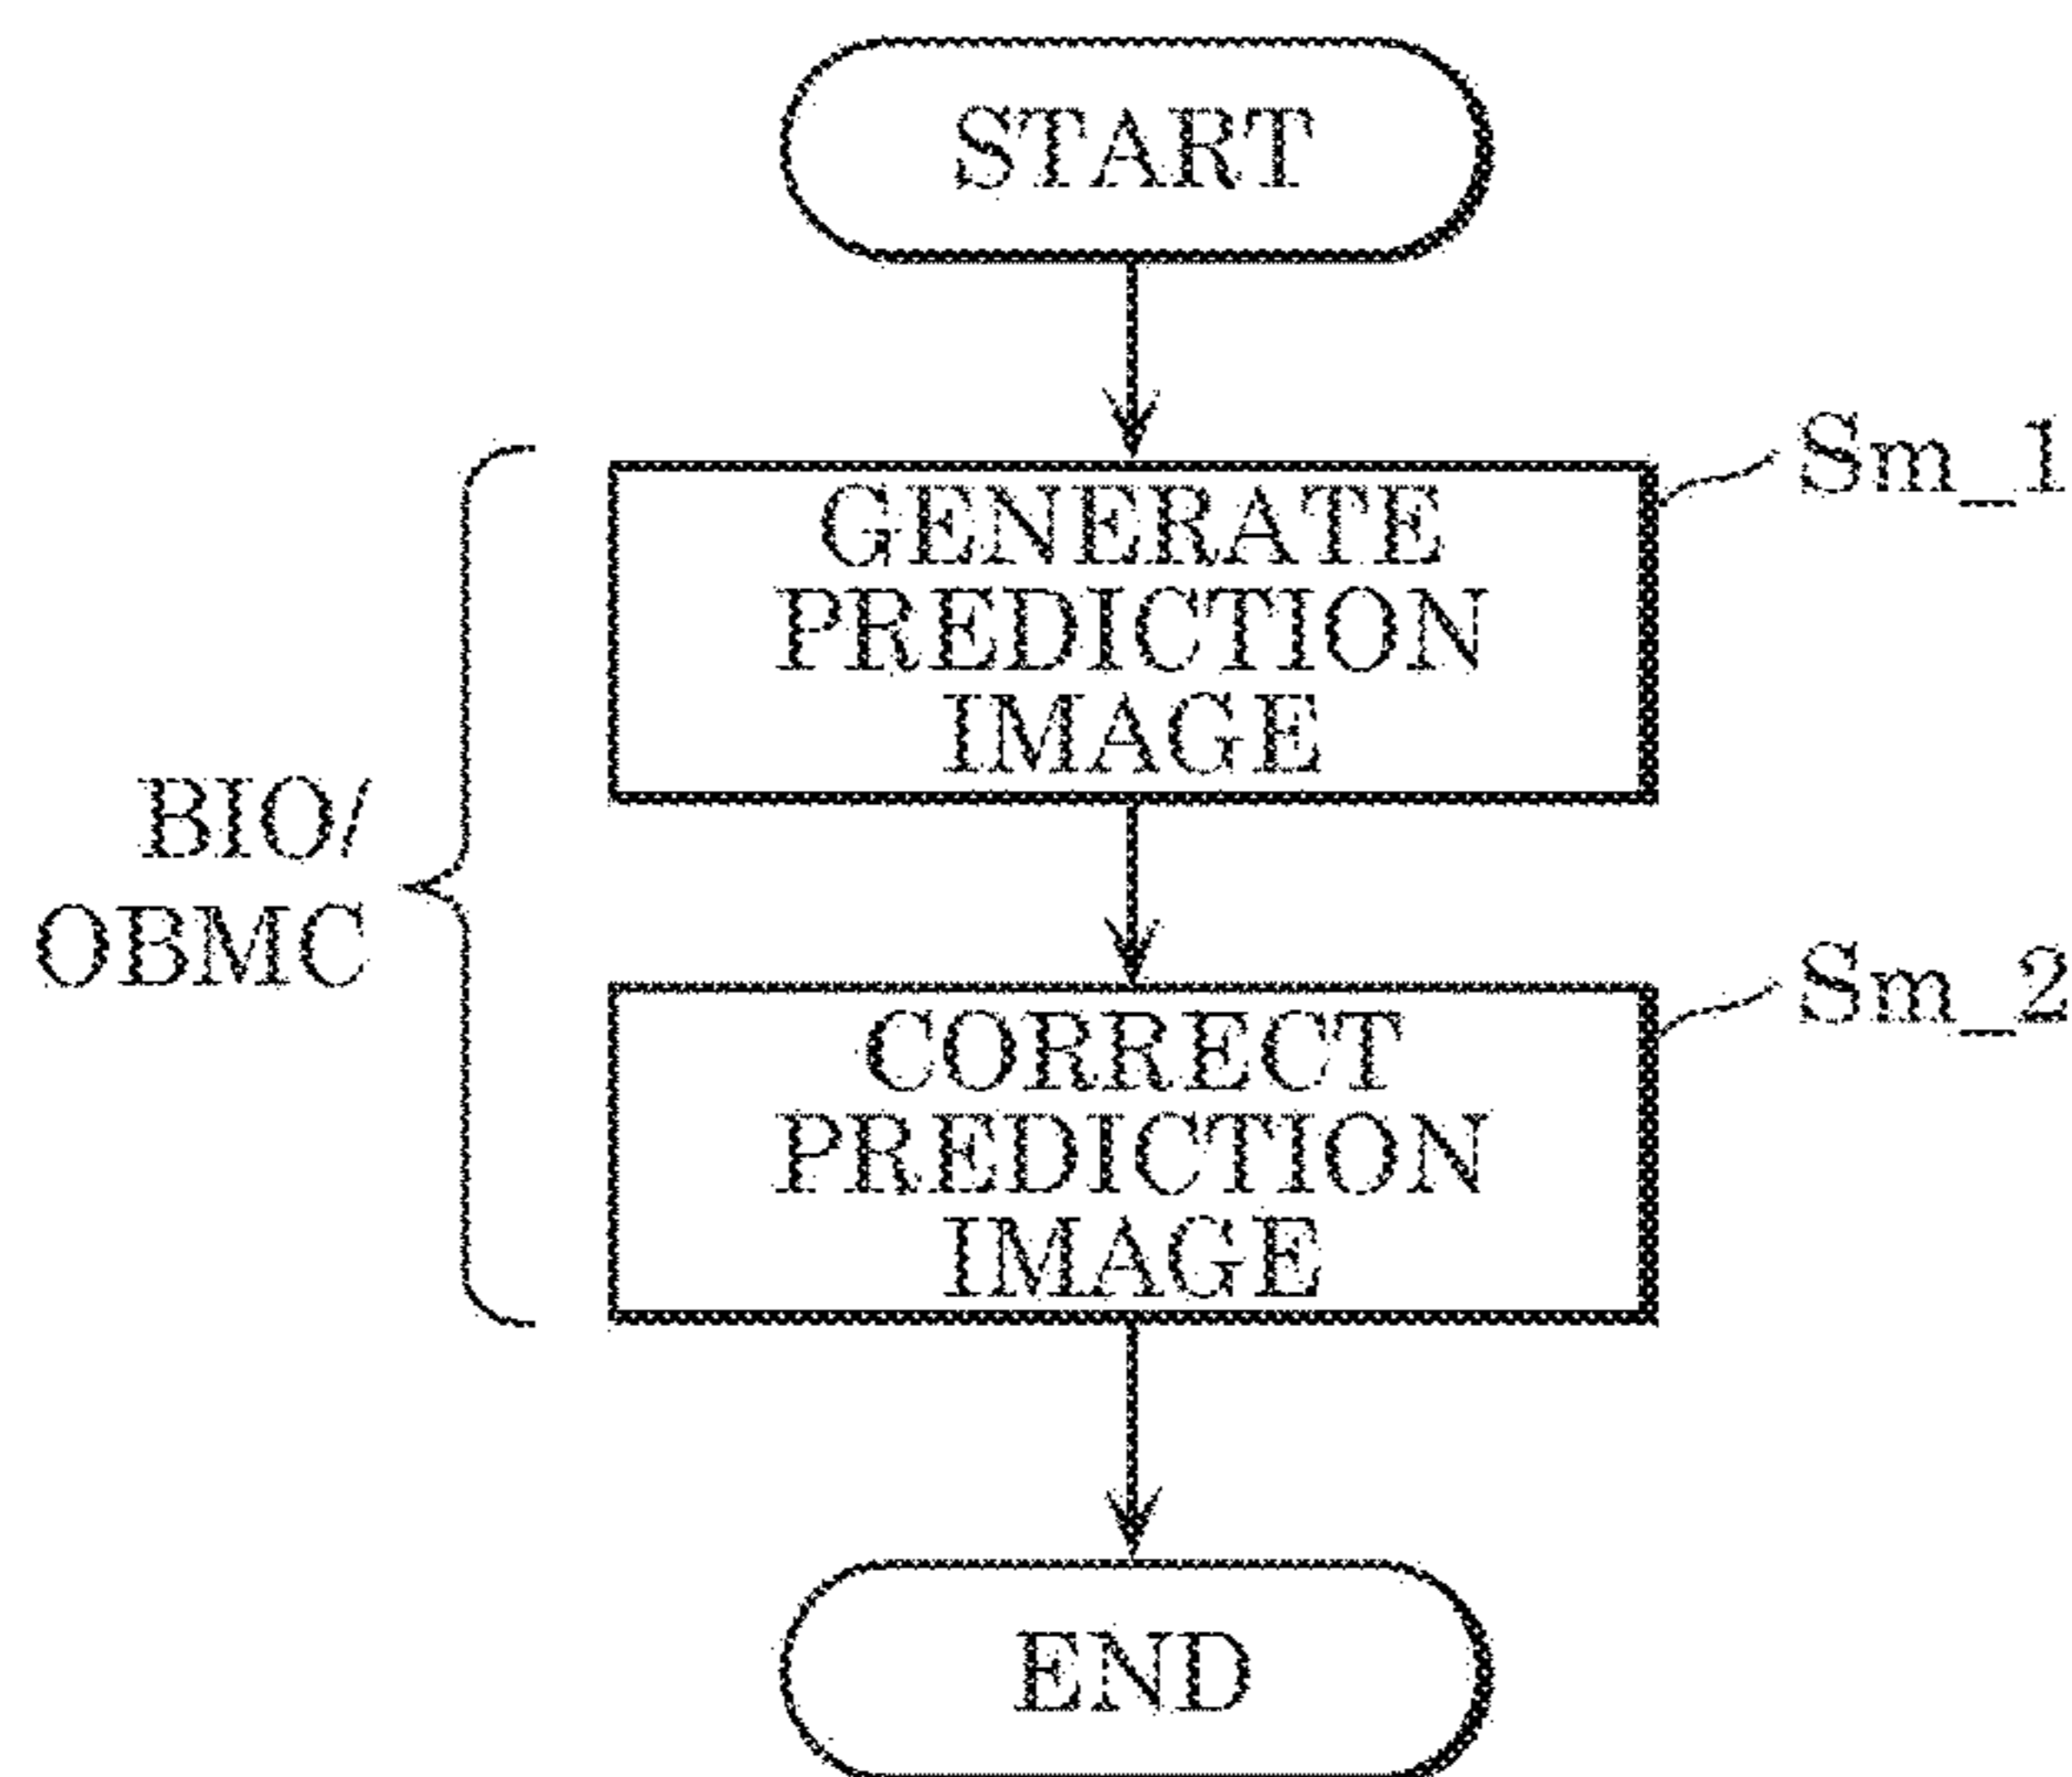 START
Sm_1
GENERATE
PREDICTION
IMAGE
BIO/
OBMC
Sm_2
CORRECT
PREDICTION
IMAGE
END